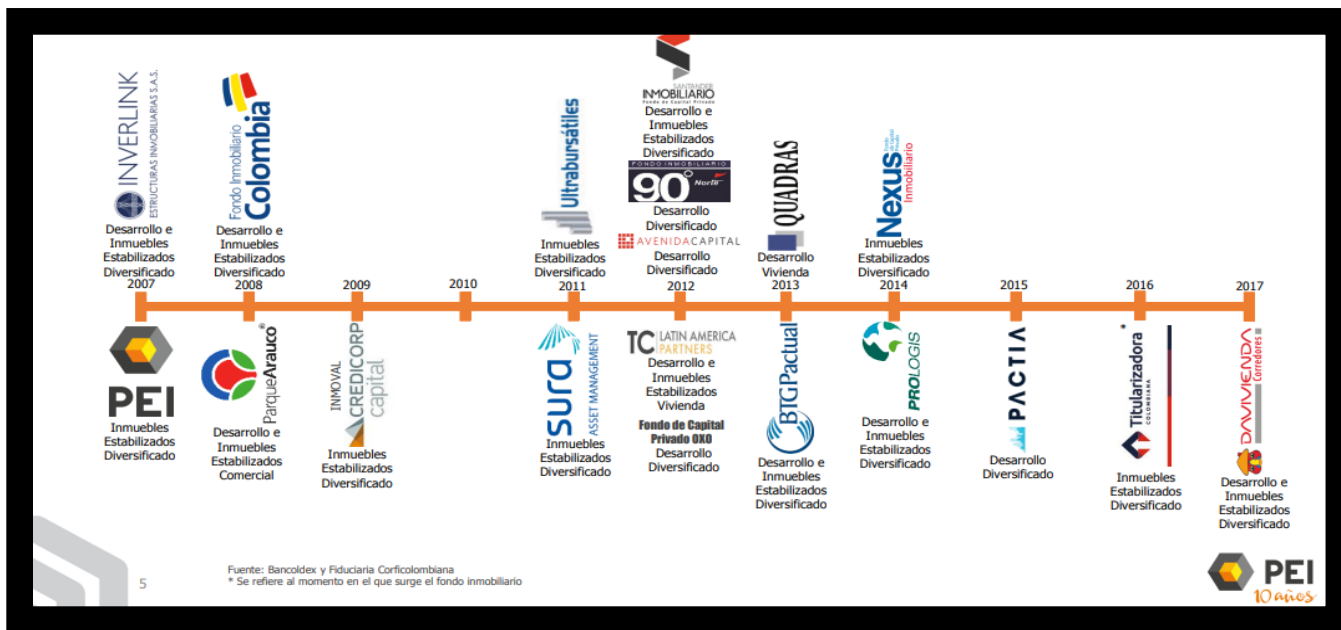 INVERLINK
ESTRUCTURAS INMOBILIARIAS S.A.S.
Desarrollo e
Inmuebles
Estabilizados
Diversificado
Fondo Inmobiliario
Colombia
Desarrollo e
Inmuebles
Estabilizados
Diversificado
Ultrabursátiles
Inmuebles
Estabilizados
Diversificado
SANTANDER
INMOBILIARIO
Fondo de Capital Privado
Desarrollo e
Inmuebles
Estabilizados
Diversificado
FONDO INMOBILIARIO
90° North
Desarrollo
Diversificado
AVENIDACAPITAL
Desarrollo
Diversificado
QUADRAS
Desarrollo
Vivienda
Nexus
Fondo de Capital Privado
Inmobiliario
Inmuebles
Estabilizados
Diversificado
2007 2008 2009 2010 2011 2012 2013 2014 2015 2016 2017
PEI
Inmuebles
Estabilizados
Diversificado
ParqueArauco®
Desarrollo e
Inmuebles
Estabilizados
Comercial
INMOVAL
CREDICORP
capital
Inmuebles
Estabilizados
Diversificado
sura
ASSET MANAGEMENT
Inmuebles
Estabilizados
Diversificado
TC LATIN AMERICA
PARTNERS
Desarrollo e
Inmuebles
Estabilizados
Vivienda
Fondo de Capital
Privado OXO
Desarrollo
Diversificado
BTGPactual
Desarrollo e
Inmuebles
Estabilizados
Diversificado
PROLOGIS
Desarrollo e
Inmuebles
Estabilizados
Diversificado
PACTIA
Desarrollo
Diversificado
Titularizadora
COLOMBIANA
*
Inmuebles
Estabilizados
Diversificado
DAVIVIENDA
Corredores
Desarrollo e
Inmuebles
Estabilizados
Diversificado
5
Fuente: Bancoldex y Fiduciaria Corficolombiana
* Se refiere al momento en el que surge el fondo inmobiliario
PEI
10 años